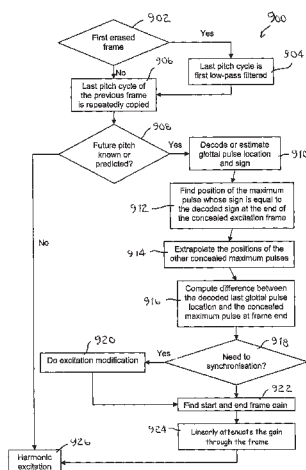 902
900
First erased
frame
Yes
904
906
No
Last pitch cycle is
first low-pass filtered
Last pitch cycle of
the previous frame
is repeatedly copied
908
Future pitch
known or
predicted?
Yes
Decode or estimate
glottal pulse location
and sign
910
No
912
Find position of the maximum
pulse whose sign is equal to
the decoded sign at the end of
the concealed excitation frame
914
Extrapolate the positions of the
other concealed maximum pulses
916
Compute difference between
the decoded last glottal pulse
location and the concealed
maximum pulse at frame end
918
920
Do excitation modification
Yes
Need to
synchronisation?
922
Find start and end frame gain
924
Linearly attenuate the gain
through the frame
926
Harmonic
excitation